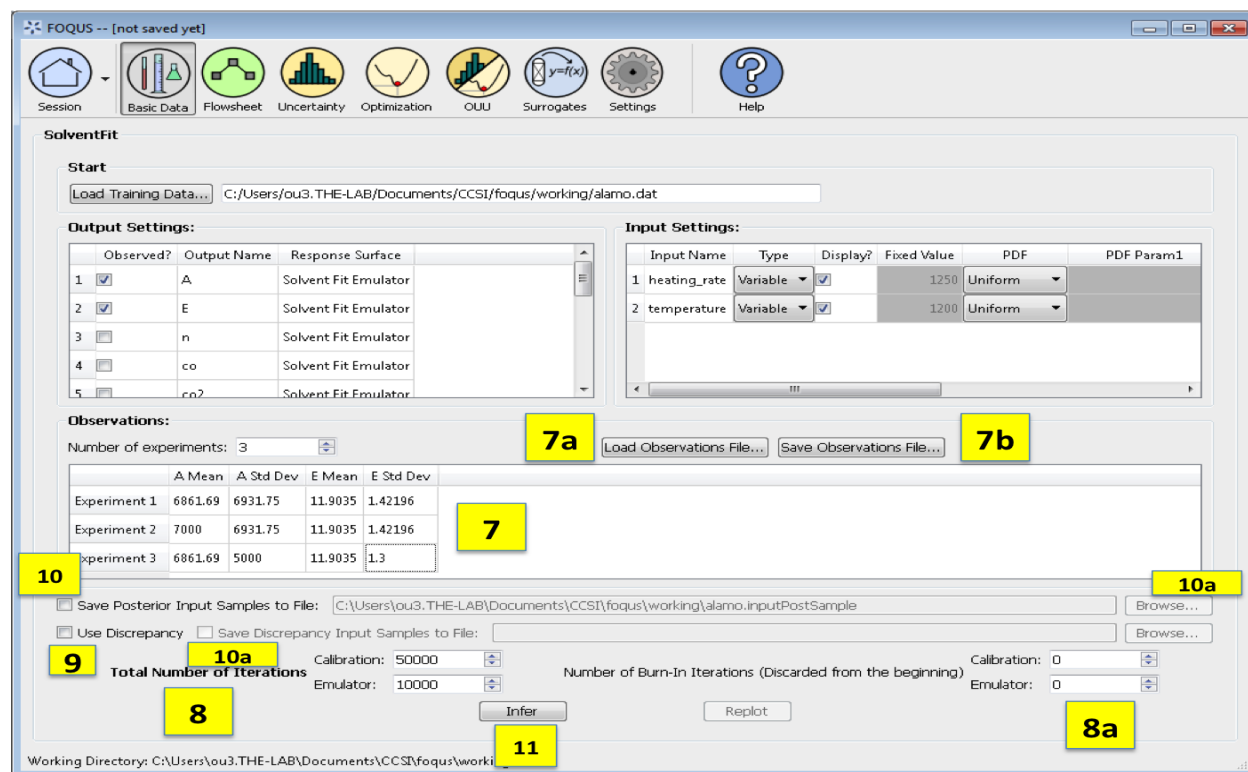 FOQUS -- [not saved yet]
Session Basic Data Flowsheet Uncertainty Optimization OUU Surrogates Settings Help
y=f(x)
SolventFit
Start
Load Training Data... C:/Users/ou3.THE-LAB/Documents/CCSI/foqus/working/alamo.dat
Output Settings:
Observed? Output Name Response Surface
1 A Solvent Fit Emulator
2 E Solvent Fit Emulator
3 n Solvent Fit Emulator
4 co Solvent Fit Emulator
5 co2 Solvent Fit Emulator
Input Settings:
Input Name Type Display? Fixed Value PDF PDF Param1
1 heating_rate Variable 1250 Uniform
2 temperature Variable 1200 Uniform
Observations:
Number of experiments: 3 7a Load Observations File... Save Observations File... 7b
A Mean A Std Dev E Mean E Std Dev
Experiment 1 6861.69 6931.75 11.9035 1.42196
Experiment 2 7000 6931.75 11.9035 1.42196
7
xperiment 3 6861.69 5000 11.9035 1.3
10 10a
Save Posterior Input Samples to File: C:\Users\ou3.THE-LAB\Documents\CCSI\foqus\working\alamo.inputPostSample Browse...
Use Discrepancy Save Discrepancy Input Samples to File: Browse...
9 10a
Total Number of Iterations Calibration: 50000 Number of Burn-In Iterations (Discarded from the beginning) Calibration: 0
Emulator: 10000 Emulator: 0
8 8a
Infer Replot
11
Working Directory: C:\Users\ou3.THE-LAB\Documents\CCSI\foqus\worki